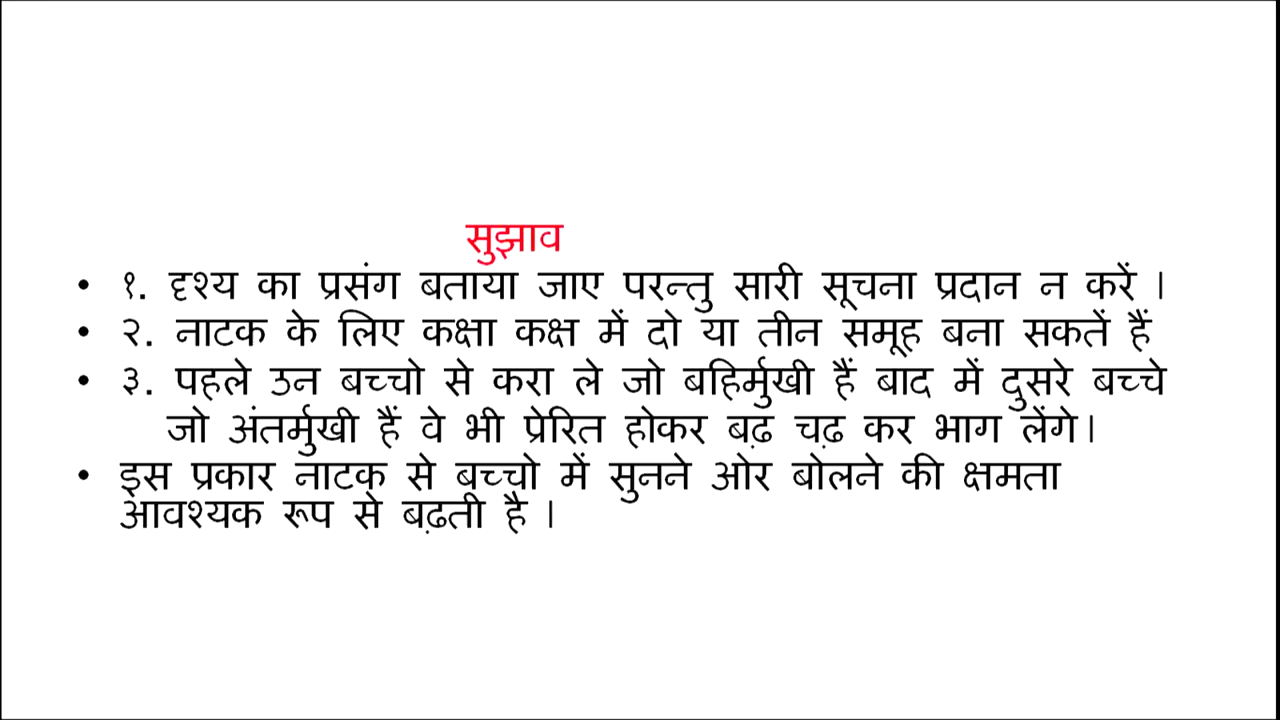 सुझाव
• १. दृश्य का प्रसंग बताया जाए परन्तु सारी सूचना प्रदान न करें ।
• २. नाटक के लिए कक्षा कक्ष में दो या तीन समूह बना सकतें हैं
• ३. पहले उन बच्चो से करा ले जो बहिर्मुखी हैं बाद में दुसरे बच्चे
जो अंतर्मुखी हैं वे भी प्रेरित होकर बढ़ चढ़ कर भाग लेंगे।
• इस प्रकार नाटक से बच्चो में सुनने ओर बोलने की क्षमता
आवश्यक रूप से बढ़ती है ।